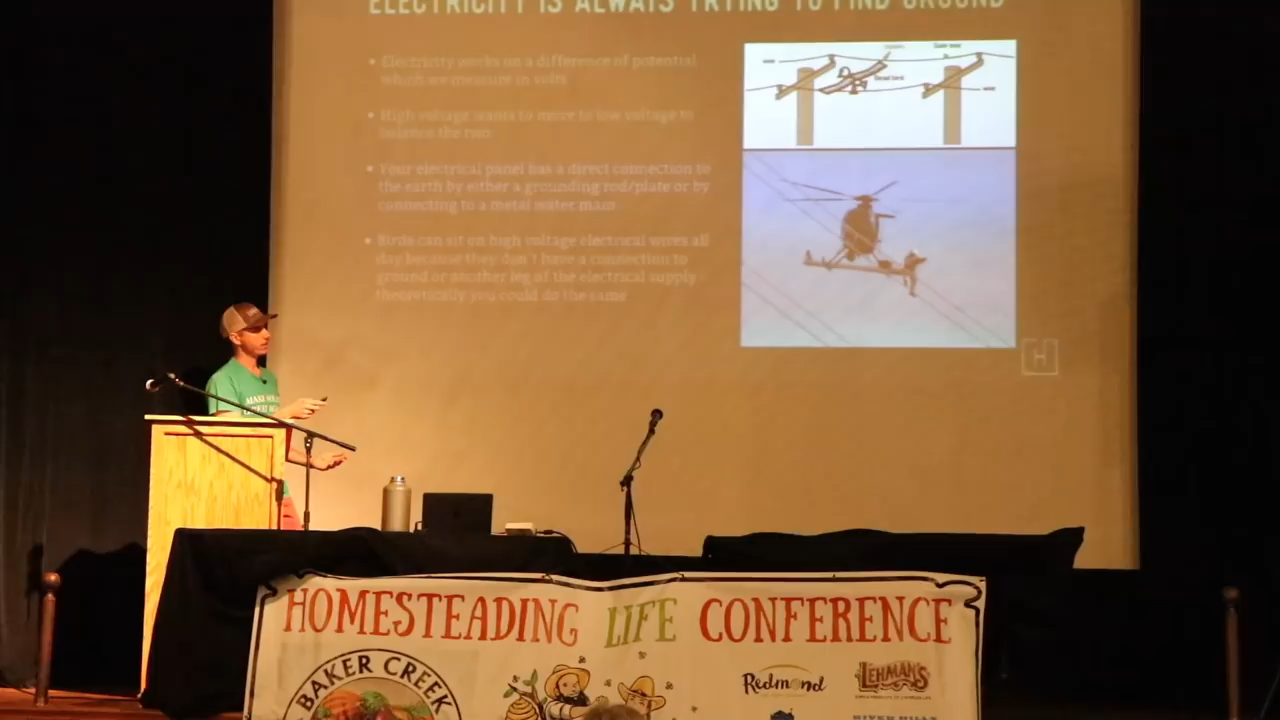 ELECTRICITY IS ALWAYS TRYING TO FIND GROUND
• Electricity works on a difference of potential
which we measure in volts
• High voltage wants to move to low voltage to
balance the two
• Your electrical panel has a direct connection to
the earth by either a grounding rod/plate or by
connecting to a metal water main
• Birds can sit on high voltage electrical wires all
day because they don't have a connection to
ground or another leg of the electrical supply
theoretically you could do the same
H
HOMESTEADING LIFE CONFERENCE
BAKER CREEK
Redmond
LEHMAN'S
RIVER HILLS